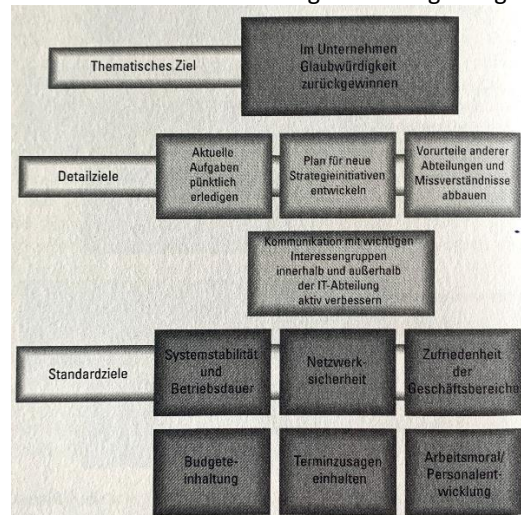 Thematisches Ziel
Im Unternehmen
Glaubwürdigkeit
zurückgewinnen
Detailziele
Aktuelle
Aufgaben
pünktlich
erledigen
Plan für neue
Strategieinitiativen
entwickeln
Vorurteile anderer
Abteilungen und
Missverständnisse
abbauen
Kommunikation mit wichtigen
Interessengruppen
innerhalb und außerhalb
der IT-Abteilung
aktiv verbessern
Standardziele
Systemstabilität
und
Betriebsdauer
Netzwerk-
sicherheit
Zufriedenheit
der
Geschäftsbereiche
Budgete-
inhaltung
Terminzusagen
einhalten
Arbeitsmoral/
Personalent-
wicklung